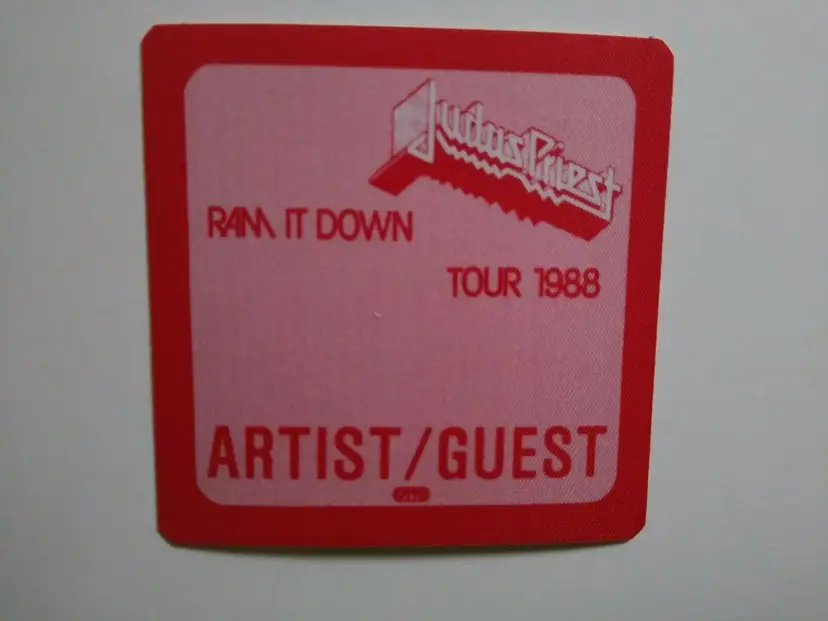 Judas Priest
RAM IT DOWN
TOUR 1988
ARTIST/GUEST